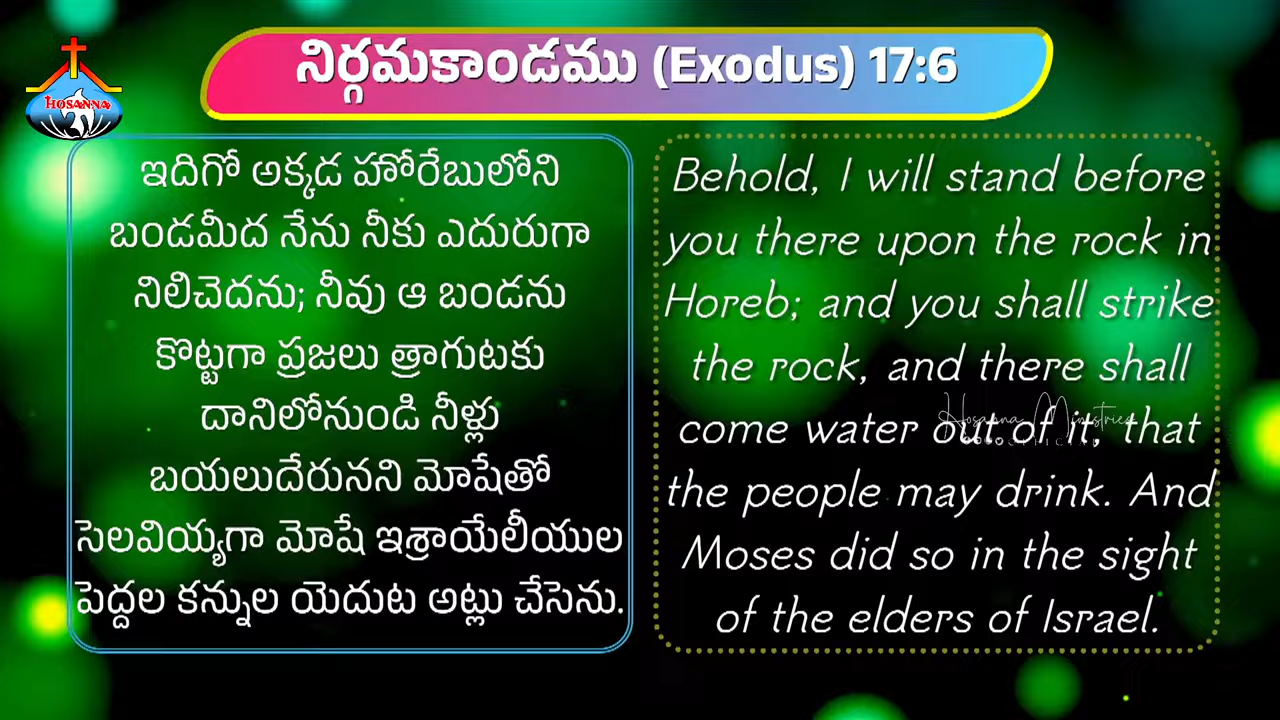 నిర్గమకాండము (Exodus) 17:6
HOSANNA
ఇదిగో అక్కడ హోరేబులోని
బండమీద నేను నీకు ఎదురుగా
నిలిచెదను; నీవు ఆ బండను
కొట్టగా ప్రజలు త్రాగుటకు
దానిలోనుండి నీళ్లు
బయలుదేరునని మోషేతో
సెలవియ్యగా మోషే ఇశ్రాయేలీయుల
పెద్దల కన్నుల యెదుట అట్లు చేసెను.
Behold, I will stand before
you there upon the rock in
Horeb; and you shall strike
the rock, and there shall
come water out of it, that
the people may drink. And
Moses did so in the sight
of the elders of Israel.
Hosanna Ministries